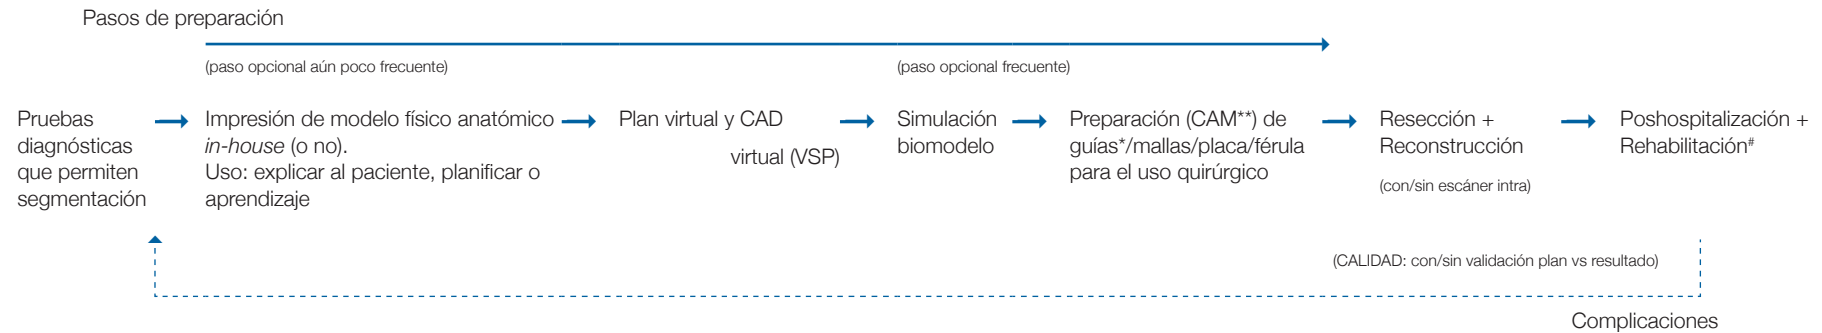 Pasos de preparación
(paso opcional aún poco frecuente)
(paso opcional frecuente)
Pruebas
diagnósticas
que permiten
segmentación
Impresión de modelo físico anatómico
in-house (o no).
Uso: explicar al paciente, planificar o
aprendizaje
Plan virtual y CAD
virtual (VSP)
Simulación
biomodelo
Preparación (CAM**) de
guías*/mallas/placa/férula
para el uso quirúrgico
Resección +
Reconstrucción
(con/sin escáner intra)
Poshospitalización +
Rehabilitación#
(CALIDAD: con/sin validación plan vs resultado)
Complicaciones